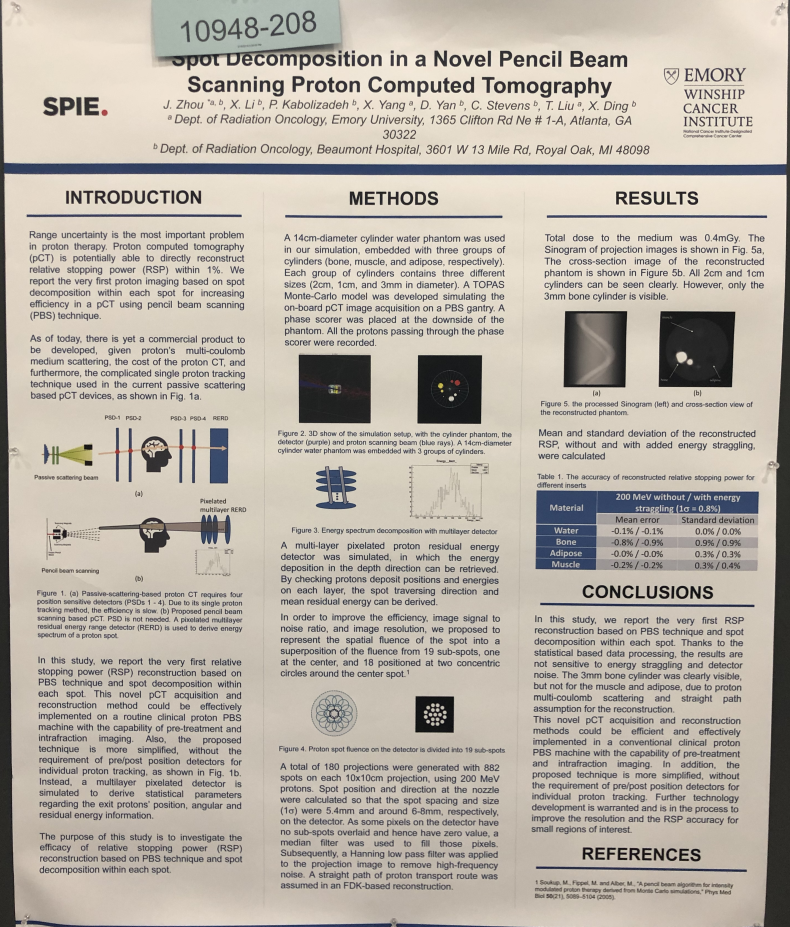 10948-208
Spot Decomposition in a Novel Pencil Beam
Scanning Proton Computed Tomography
J. Zhou *a, b, X. Li b, P. Kabolizadeh b, X. Yang a, D. Yan b, C. Stevens b, T. Liu a, X. Ding b
a Dept. of Radiation Oncology, Emory University, 1365 Clifton Rd Ne # 1-A, Atlanta, GA
30322
b Dept. of Radiation Oncology, Beaumont Hospital, 3601 W 13 Mile Rd, Royal Oak, MI 48098
SPIE.
EMORY
WINSHIP
CANCER
INSTITUTE
National Cancer Institute Designated
Comprehensive Cancer Center
INTRODUCTION
Range uncertainty is the most important problem
in proton therapy. Proton computed tomography
(pCT) is potentially able to directly reconstruct
relative stopping power (RSP) within 1%. We
report the very first proton imaging based on spot
decomposition within each spot for increasing
efficiency in a pCT using pencil beam scanning
(PBS) technique.
As of today, there is yet a commercial product to
be developed, given proton's multi-coulomb
medium scattering, the cost of the proton CT, and
furthermore, the complicated single proton tracking
technique used in the current passive scattering
based pCT devices, as shown in Fig. 1a.
PSD-1 PSD-2 PSD-3 PSD-4 RERD
Passive scattering beam
(a)
Pixelated
multilayer RERD
Pencil beam scanning
(b)
Figure 1. (a) Passive-scattering-based proton CT requires four
position sensitive detectors (PSDs 1 - 4). Due to its single proton
tracking method, the efficiency is slow. (b) Proposed pencil beam
scanning based pCT. PSD is not needed. A pixelated multilayer
residual energy range detector (RERD) is used to derive energy
spectrum of a proton spot.
In this study, we report the very first relative
stopping power (RSP) reconstruction based on
PBS technique and spot decomposition within
each spot. This novel pCT acquisition and
reconstruction method could be effectively
implemented on a routine clinical proton PBS
machine with the capability of pre-treatment and
intrafraction imaging. Also, the proposed
technique is more simplified, without the
requirement of pre/post position detectors for
individual proton tracking, as shown in Fig. 1b.
Instead, a multilayer pixelated detector is
simulated to derive statistical parameters
regarding the exit protons' position, angular and
residual energy information.
The purpose of this study is to investigate the
efficacy of relative stopping power (RSP)
reconstruction based on PBS technique and spot
decomposition within each spot.
METHODS
A 14cm-diameter cylinder water phantom was used
in our simulation, embedded with three groups of
cylinders (bone, muscle, and adipose, respectively).
Each group of cylinders contains three different
sizes (2cm, 1cm, and 3mm in diameter). A TOPAS
Monte-Carlo model was developed simulating the
on-board pCT image acquisition on a PBS gantry. A
phase scorer was placed at the downside of the
phantom. All the protons passing through the phase
scorer were recorded.
Figure 2. 3D show of the simulation setup, with the cylinder phantom, the
detector (purple) and proton scanning beam (blue rays). A 14cm-diameter
cylinder water phantom was embedded with 3 groups of cylinders.
Figure 3. Energy spectrum decomposition with multilayer detector
A multi-layer pixelated proton residual energy
detector was simulated, in which the energy
deposition in the depth direction can be retrieved.
By checking protons deposit positions and energies
on each layer, the spot traversing direction and
mean residual energy can be derived.
In order to improve the efficiency, image signal to
noise ratio, and image resolution, we proposed to
represent the spatial fluence of the spot into a
superposition of the fluence from 19 sub-spots, one
at the center, and 18 positioned at two concentric
circles around the center spot.1
Figure 4. Proton spot fluence on the detector is divided into 19 sub-spots
A total of 180 projections were generated with 882
spots on each 10x10cm projection, using 200 MeV
protons. Spot position and direction at the nozzle
were calculated so that the spot spacing and size
(1σ) were 5.4mm and around 6-8mm, respectively,
on the detector. As some pixels on the detector have
no sub-spots overlaid and hence have zero value, a
median filter was used to fill those pixels.
Subsequently, a Hanning low pass filter was applied
to the projection image to remove high-frequency
noise. A straight path of proton transport route was
assumed in an FDK-based reconstruction.
RESULTS
Total dose to the medium was 0.4mGy. The
Sinogram of projection images is shown in Fig. 5a,
The cross-section image of the reconstructed
phantom is shown in Figure 5b. All 2cm and 1cm
cylinders can be seen clearly. However, only the
3mm bone cylinder is visible.
(a) (b)
Figure 5. the processed Sinogram (left) and cross-section view of
the reconstructed phantom.
Mean and standard deviation of the reconstructed
RSP, without and with added energy straggling,
were calculated
Table 1. The accuracy of reconstructed relative stopping power for
different inserts
Material 200 MeV without / with energy
straggling (1σ = 0.8%)
Mean error Standard deviation
Water -0.1% / -0.1% 0.0% / 0.0%
Bone -0.8% / -0.9% 0.9% / 0.9%
Adipose -0.0% / -0.0% 0.3% / 0.3%
Muscle -0.2% / -0.2% 0.3% / 0.4%
CONCLUSIONS
In this study, we report the very first RSP
reconstruction based on PBS technique and spot
decomposition within each spot. Thanks to the
statistical based data processing, the results are
not sensitive to energy straggling and detector
noise. The 3mm bone cylinder was clearly visible,
but not for the muscle and adipose, due to proton
multi-coulomb scattering and straight path
assumption for the reconstruction.
This novel pCT acquisition and reconstruction
methods could be efficient and effectively
implemented in a conventional clinical proton
PBS machine with the capability of pre-treatment
and intrafraction imaging. In addition, the
proposed technique is more simplified, without
the requirement of pre/post position detectors for
individual proton tracking. Further technology
development is warranted and is in the process to
improve the resolution and the RSP accuracy for
small regions of interest.
REFERENCES
1 Soukup, M., Fippel, M. and Alber, M., "A pencil beam algorithm for intensity
modulated proton therapy derived from Monte Carlo simulations," Phys Med
Biol 50(21), 5089–5104 (2005).